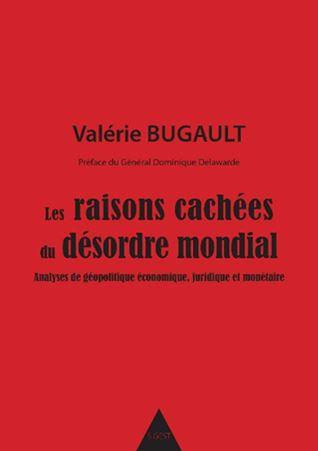 Valérie BUGAULT
Préface du Général Dominique Delawarde
Les raisons cachées
du désordre mondial
Analyses de géopolitique économique, juridique et monétaire
SIGEST